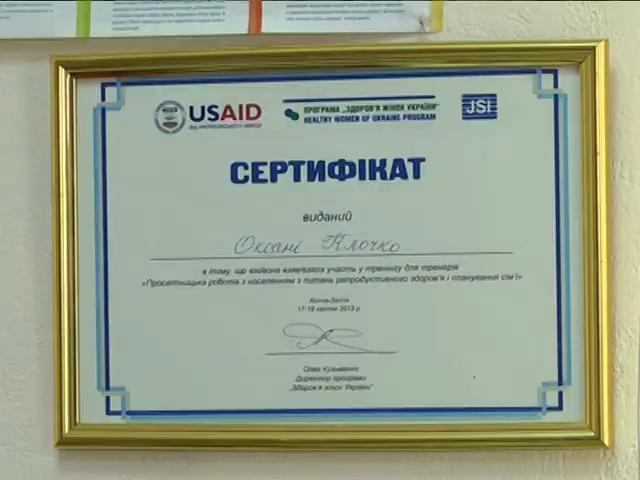 USAID
ВІД АМЕРИКАНСЬКОГО НАРОДУ
ПРОГРАМА „ЗДОРОВ'Я ЖІНОК УКРАЇНИ"
HEALTHY WOMEN OF UKRAINE PROGRAM
JSI
СЕРТИФІКАТ
виданий
Оксані Клочко
в тому, що він/вона взяв/взяла участь у тренінгу для тренерів
«Просвітницька робота з населенням з питань репродуктивного здоров'я і планування сім'ї»
17-19 квітня 2013 р.
Олег Кузьменко
Директор програми
„Здоров'я жінок України"